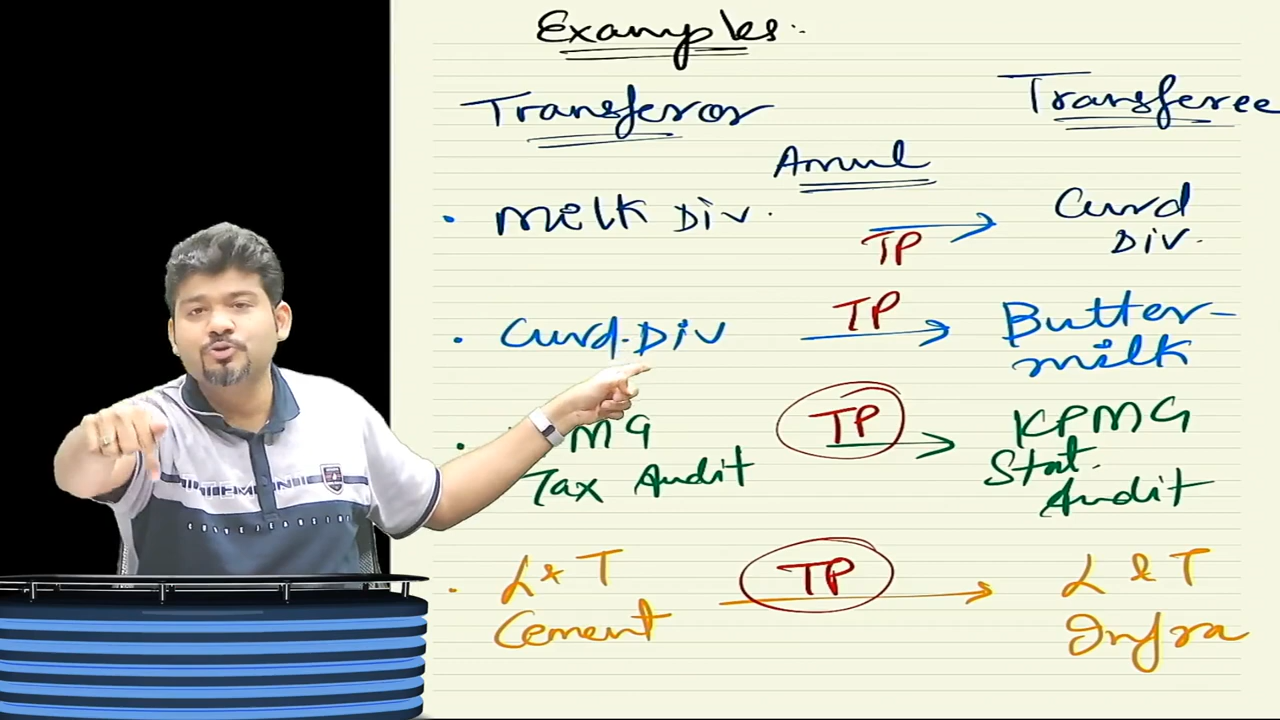 Examples:
Transferor Transferee
Amul
• Milk Div. TP Curd Div.
• Curd. Div TP Butter-milk
• PMG Tax Audit TP KPMG Stat. Audit
• L & T Cement TP L & T Infra